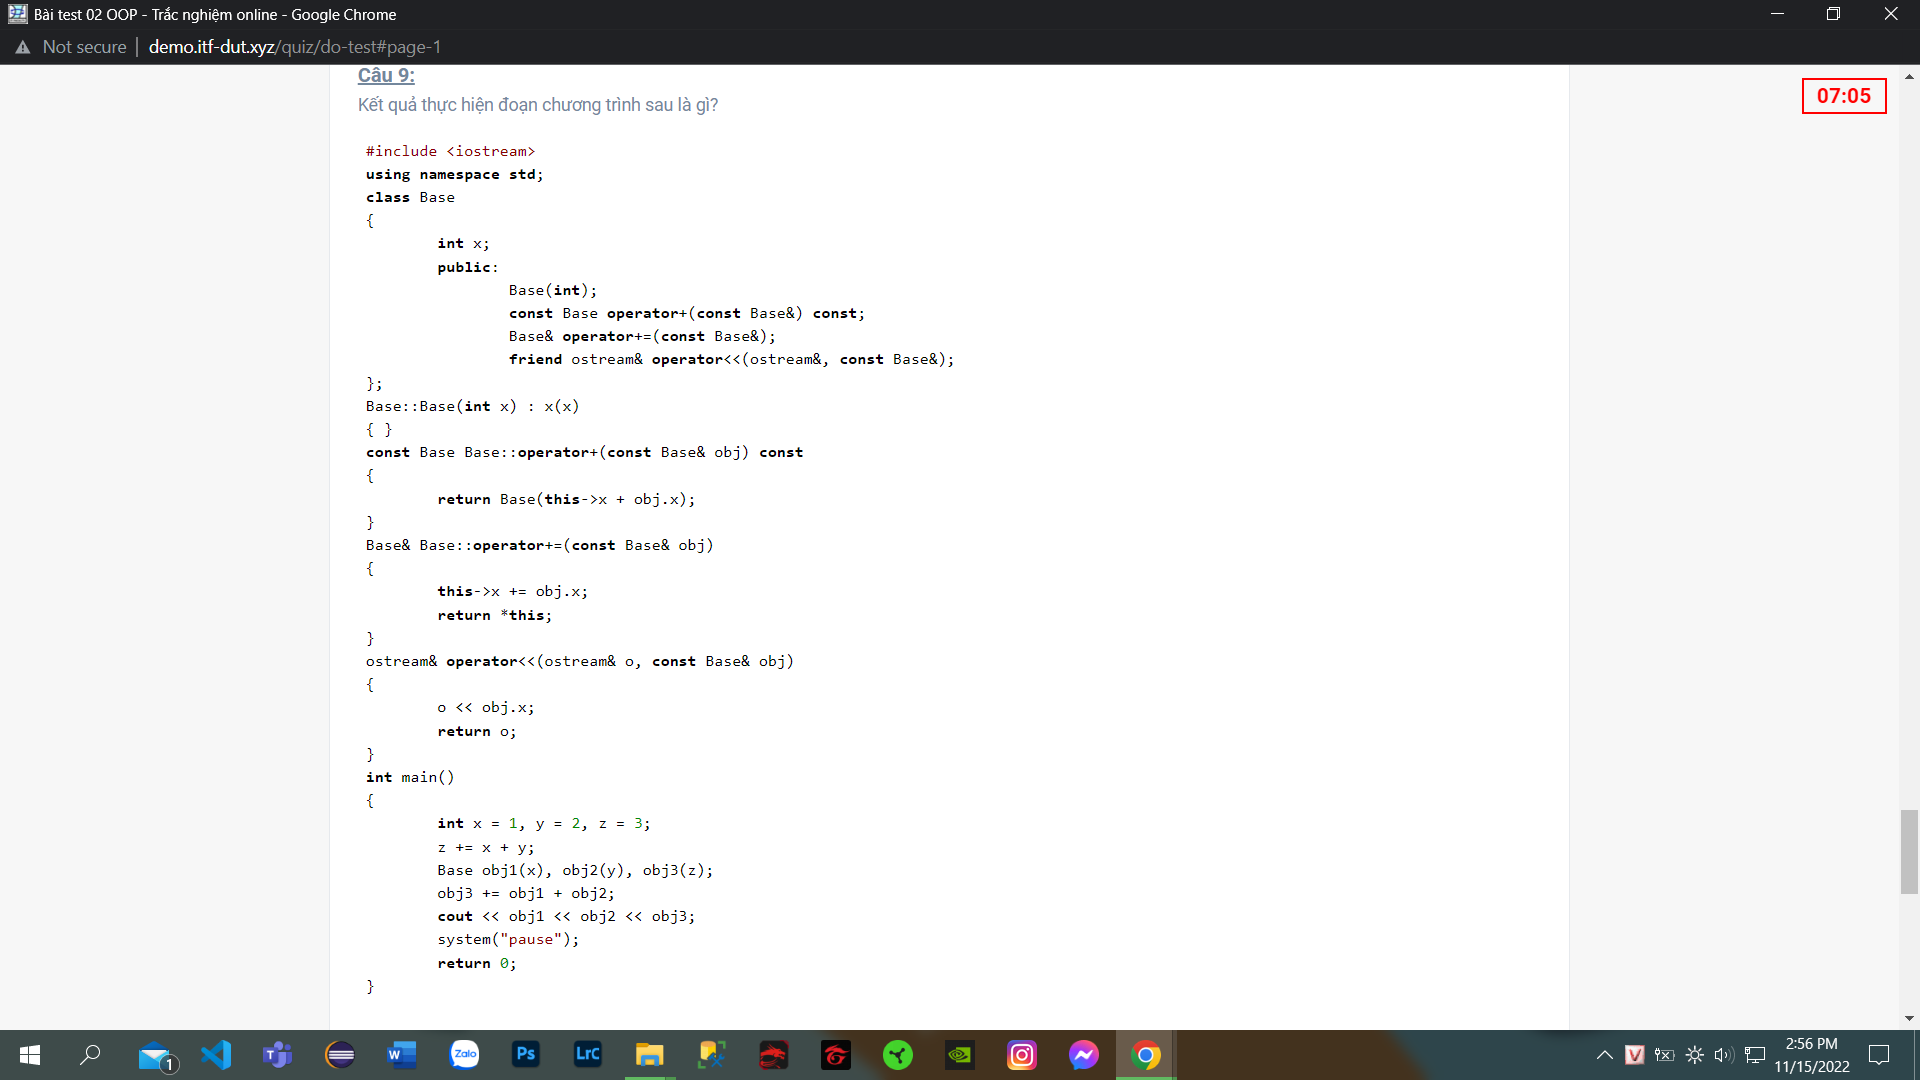 Bài test 02 OOP - Trắc nghiệm online - Google Chrome
Not secure | demo.itf-dut.xyz/quiz/do-test#page-1
Câu 9:
07:05
Kết quả thực hiện đoạn chương trình sau là gì?
#include <iostream>
using namespace std;
class Base
{
int x;
public:
Base(int);
const Base operator+(const Base&) const;
Base& operator+=(const Base&);
friend ostream& operator<<(ostream&, const Base&);
};
Base::Base(int x) : x(x)
{ }
const Base Base::operator+(const Base& obj) const
{
return Base(this->x + obj.x);
}
Base& Base::operator+=(const Base& obj)
{
this->x += obj.x;
return *this;
}
ostream& operator<<(ostream& o, const Base& obj)
{
o << obj.x;
return o;
}
int main()
{
int x = 1, y = 2, z = 3;
z += x + y;
Base obj1(x), obj2(y), obj3(z);
obj3 += obj1 + obj2;
cout << obj1 << obj2 << obj3;
system("pause");
return 0;
}
1
T
W
Zalo
Ps
LrC
V
2:56 PM
11/15/2022